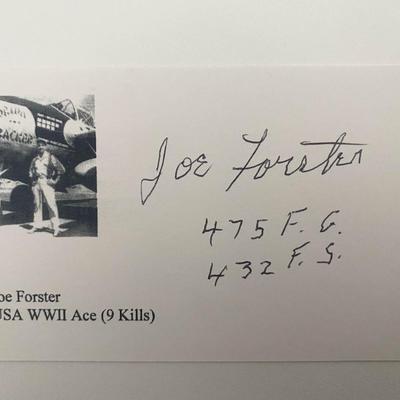 Joe Forster
475 F. G.
432 F. S.
oe Forster
USA WWII Ace (9 Kills)